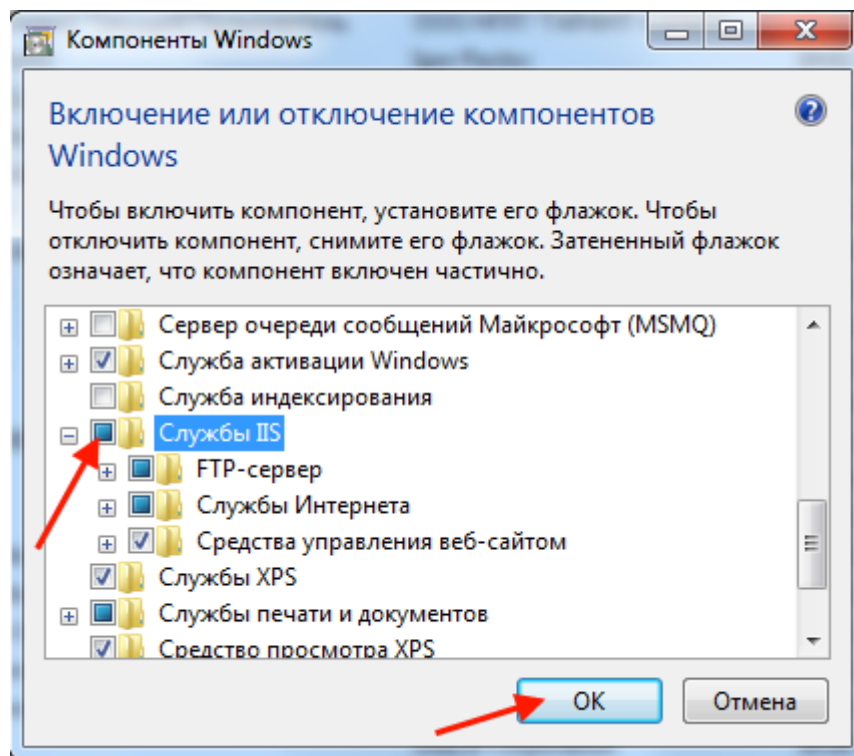 Компоненты Windows
Включение или отключение компонентов
Windows
Чтобы включить компонент, установите его флажок. Чтобы
отключить компонент, снимите его флажок. Затененный флажок
означает, что компонент включен частично.
Сервер очереди сообщений Майкрософт (MSMQ)
Служба активации Windows
Служба индексирования
Службы IIS
FTP-сервер
Службы Интернета
Средства управления веб-сайтом
Службы XPS
Службы печати и документов
Средство просмотра XPS
ОК
Отмена